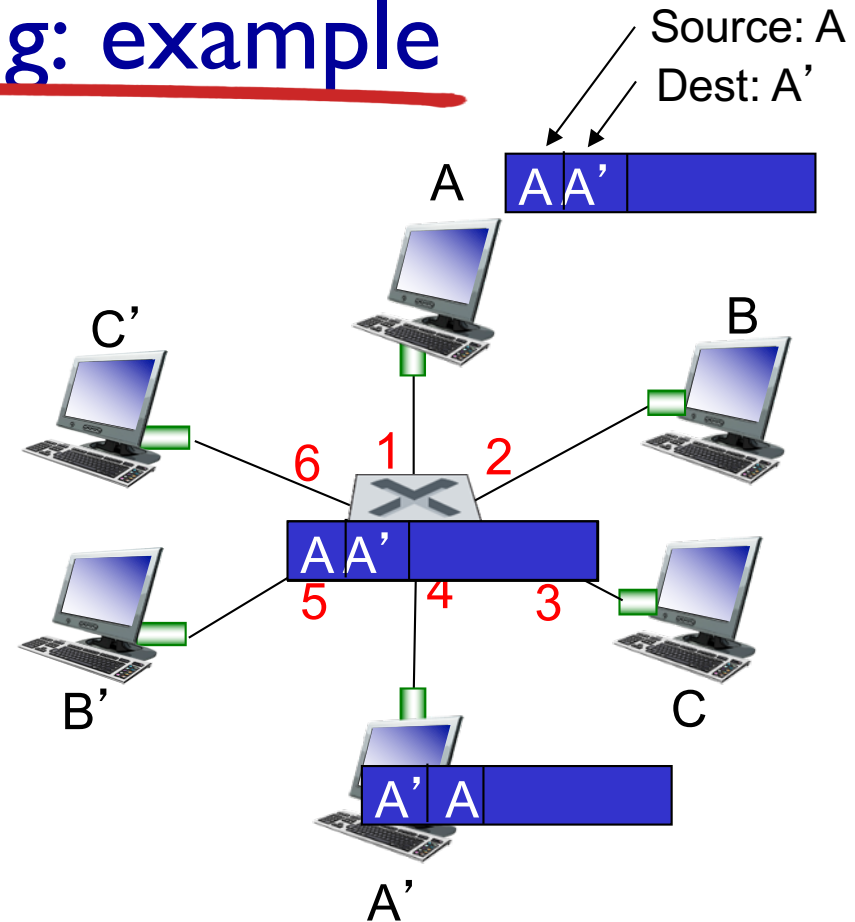 g: example
Source: A
Dest: A’
A
A A’
C’
B
6
1
2
A A’
5
4
3
B’
C
A’ A
A’